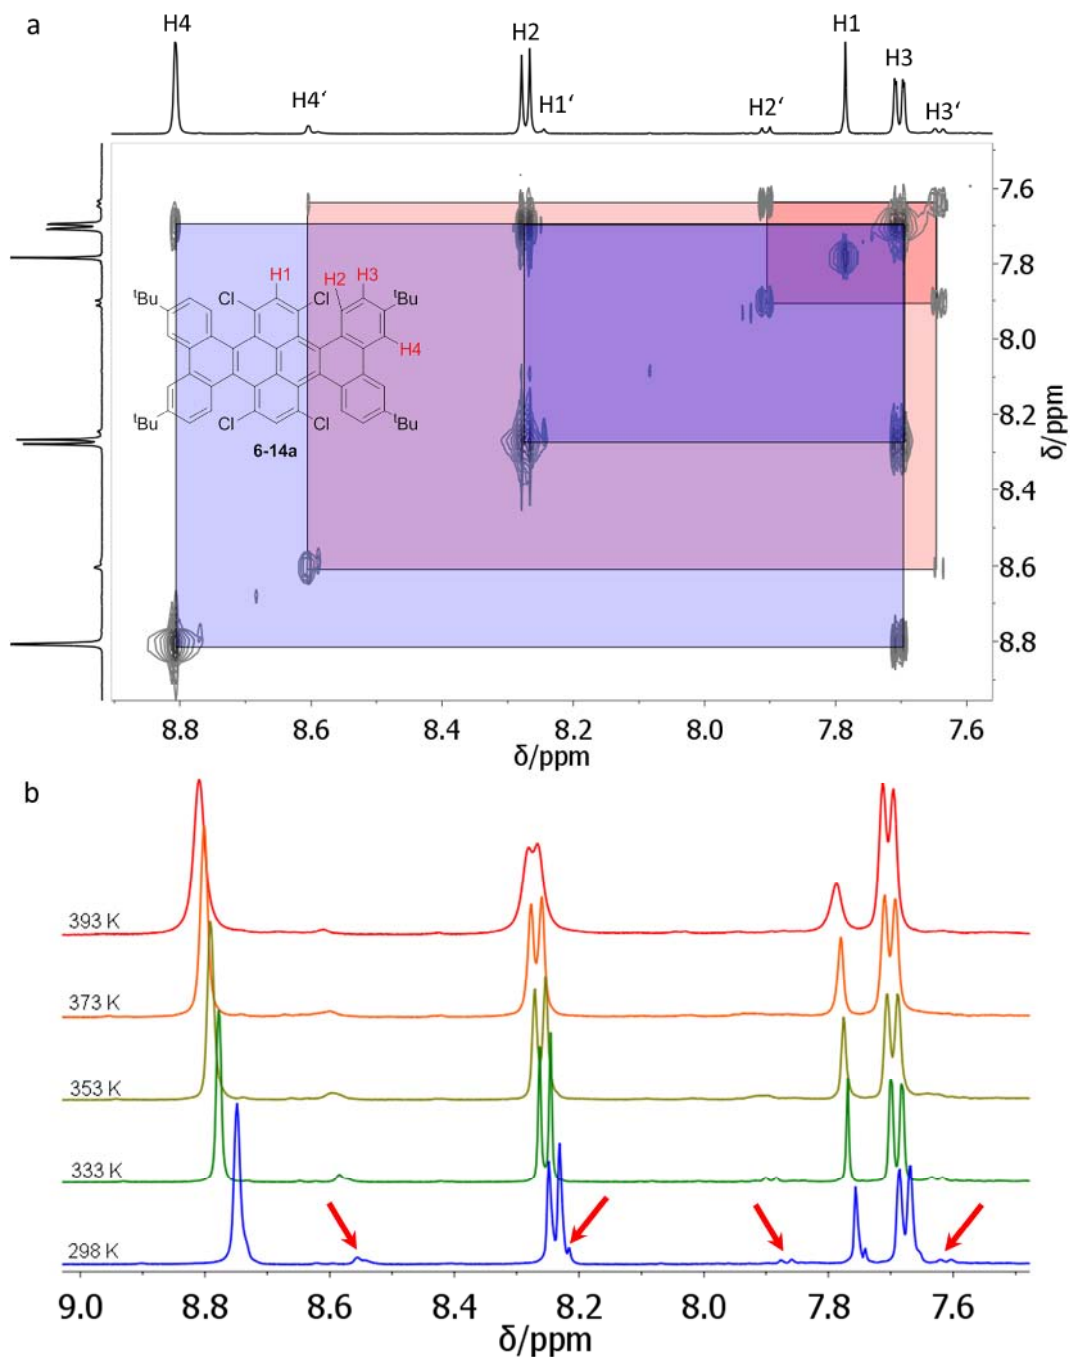 a
H4
H4‘
H2
H1‘
H2‘
H1
H3
H3‘
7.6
7.8
8.0
8.2
8.4
8.6
8.8
δ/ppm
H1
H2
H3
ᵗBu
Cl
Cl
ᵗBu
H4
ᵗBu
Cl
Cl
ᵗBu
6-14a
8.8
8.6
8.4
8.2
8.0
7.8
7.6
δ/ppm
b
393 K
373 K
353 K
333 K
298 K
9.0
8.8
8.6
8.4
8.2
8.0
7.8
7.6
δ/ppm